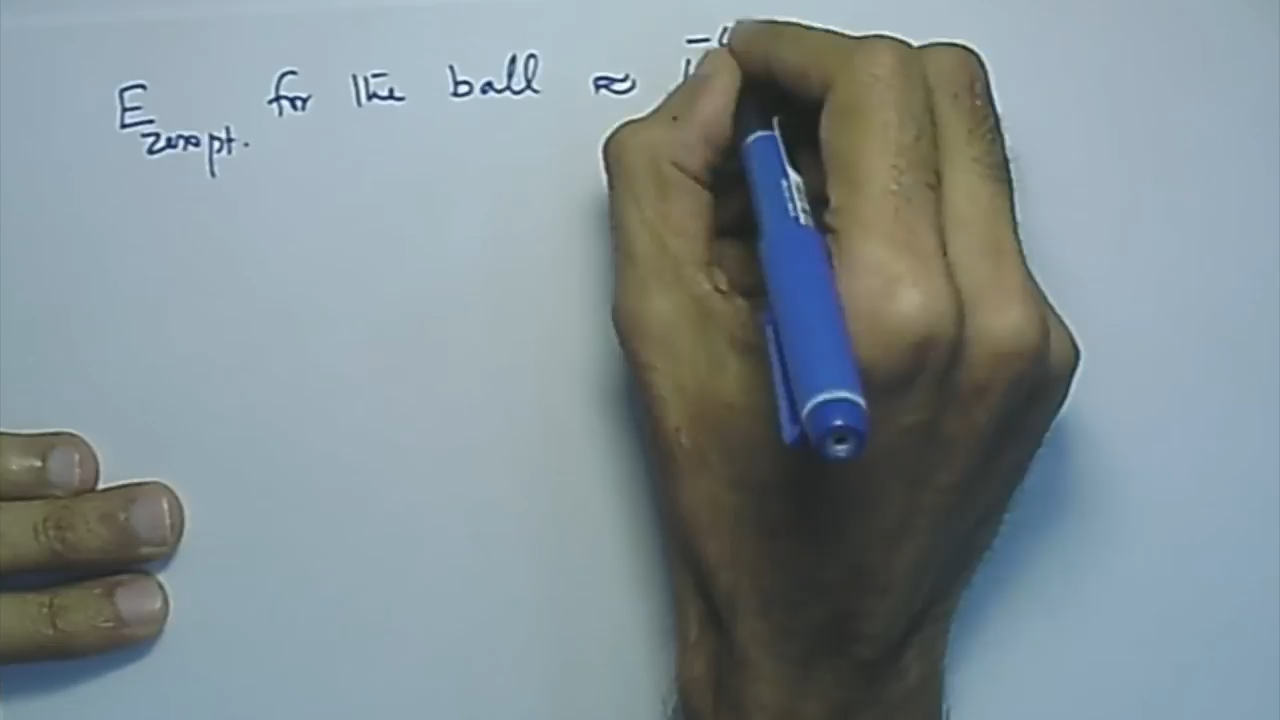 E zero pt. for the ball ≈